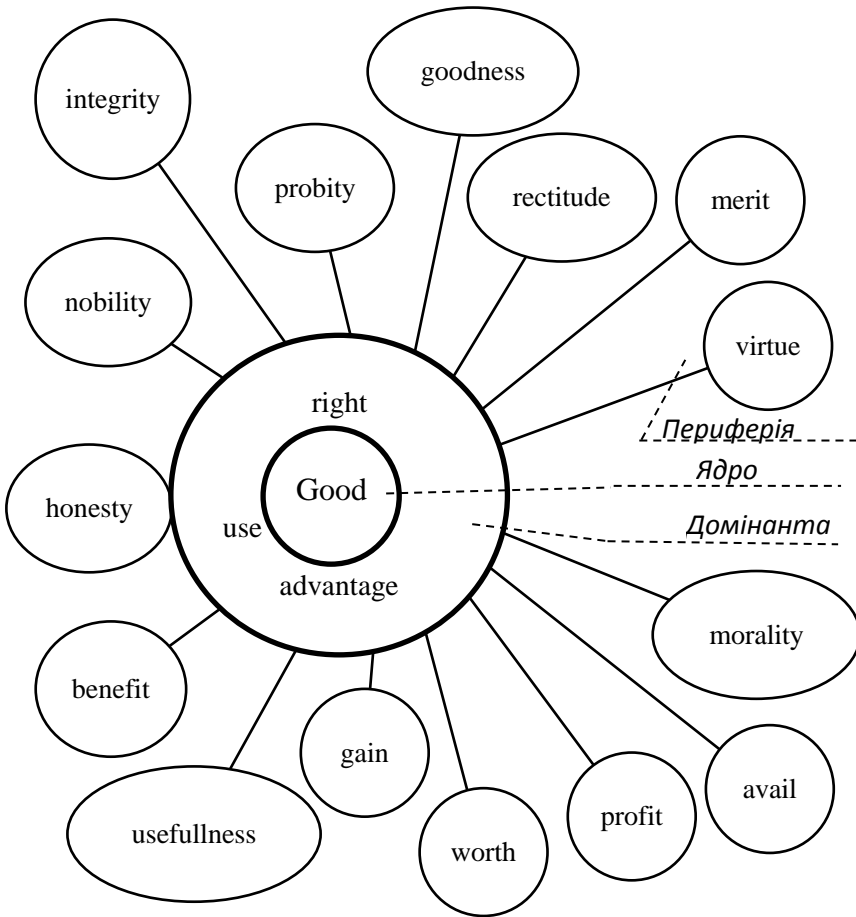 goodness
integrity
probity
rectitude
merit
nobility
virtue
right
Периферія
Ядро
Good
honesty
use
Домінанта
advantage
morality
benefit
gain
avail
profit
usefullness
worth